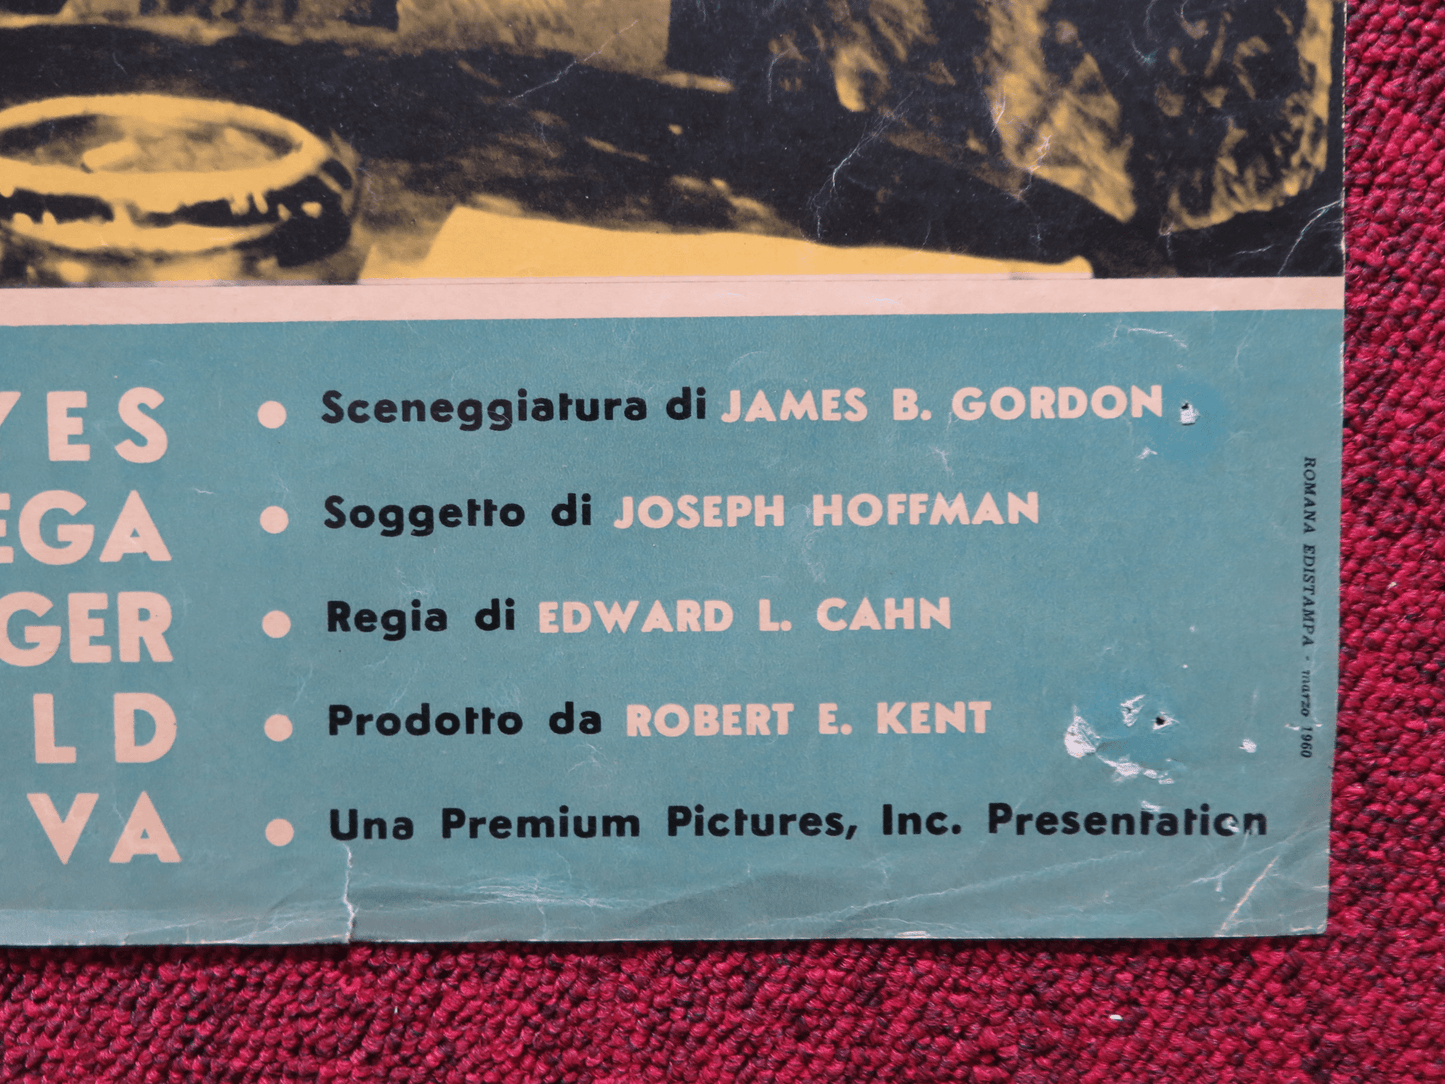 YES
EGA
GER
LD
VA
● Sceneggiatura di JAMES B. GORDON
● Soggetto di JOSEPH HOFFMAN
● Regia di EDWARD L. CAHN
● Prodotto da ROBERT E. KENT
● Una Premium Pictures, Inc. Presentation
ROMANA EDISTAMPA - marzo 1960